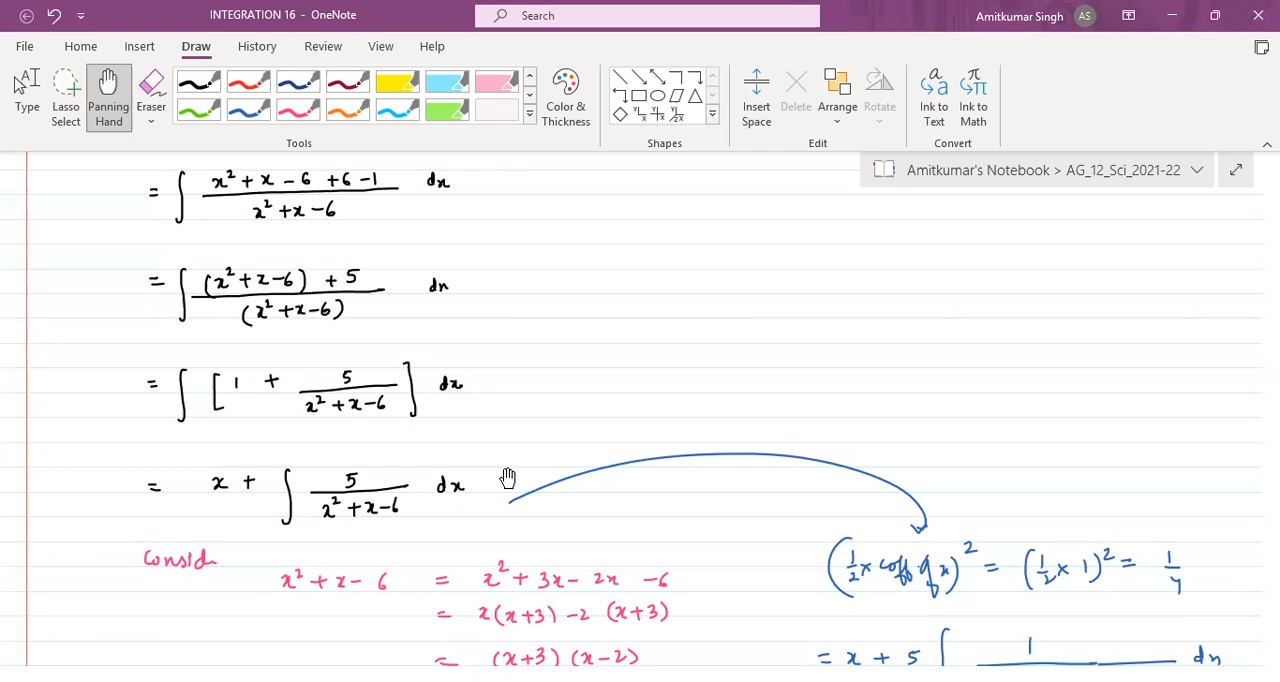 INTEGRATION 16 - OneNote
Search
Amitkumar Singh AS
File Home Insert Draw History Review View Help
Type Lasso Select Panning Hand Eraser
Color & Thickness
Insert Space Delete Arrange Rotate
Ink to Text Ink to Math
Tools Shapes Edit Convert
Amitkumar's Notebook > AG_12_Sci_2021-22
= ∫ (x² + x - 6 + 6 - 1) / (x² + x - 6) dx
= ∫ ((x² + x - 6) + 5) / (x² + x - 6) dx
= ∫ [1 + 5 / (x² + x - 6)] dx
= x + ∫ 5 / (x² + x - 6) dx
Consid
x² + x - 6 = x² + 3x - 2x - 6
= x(x+3) - 2 (x+3)
= (x+3) (x-2)
(1/2 x coff. of x)² = (1/2 x 1)² = 1/4
= x + 5 ∫ 1 dx